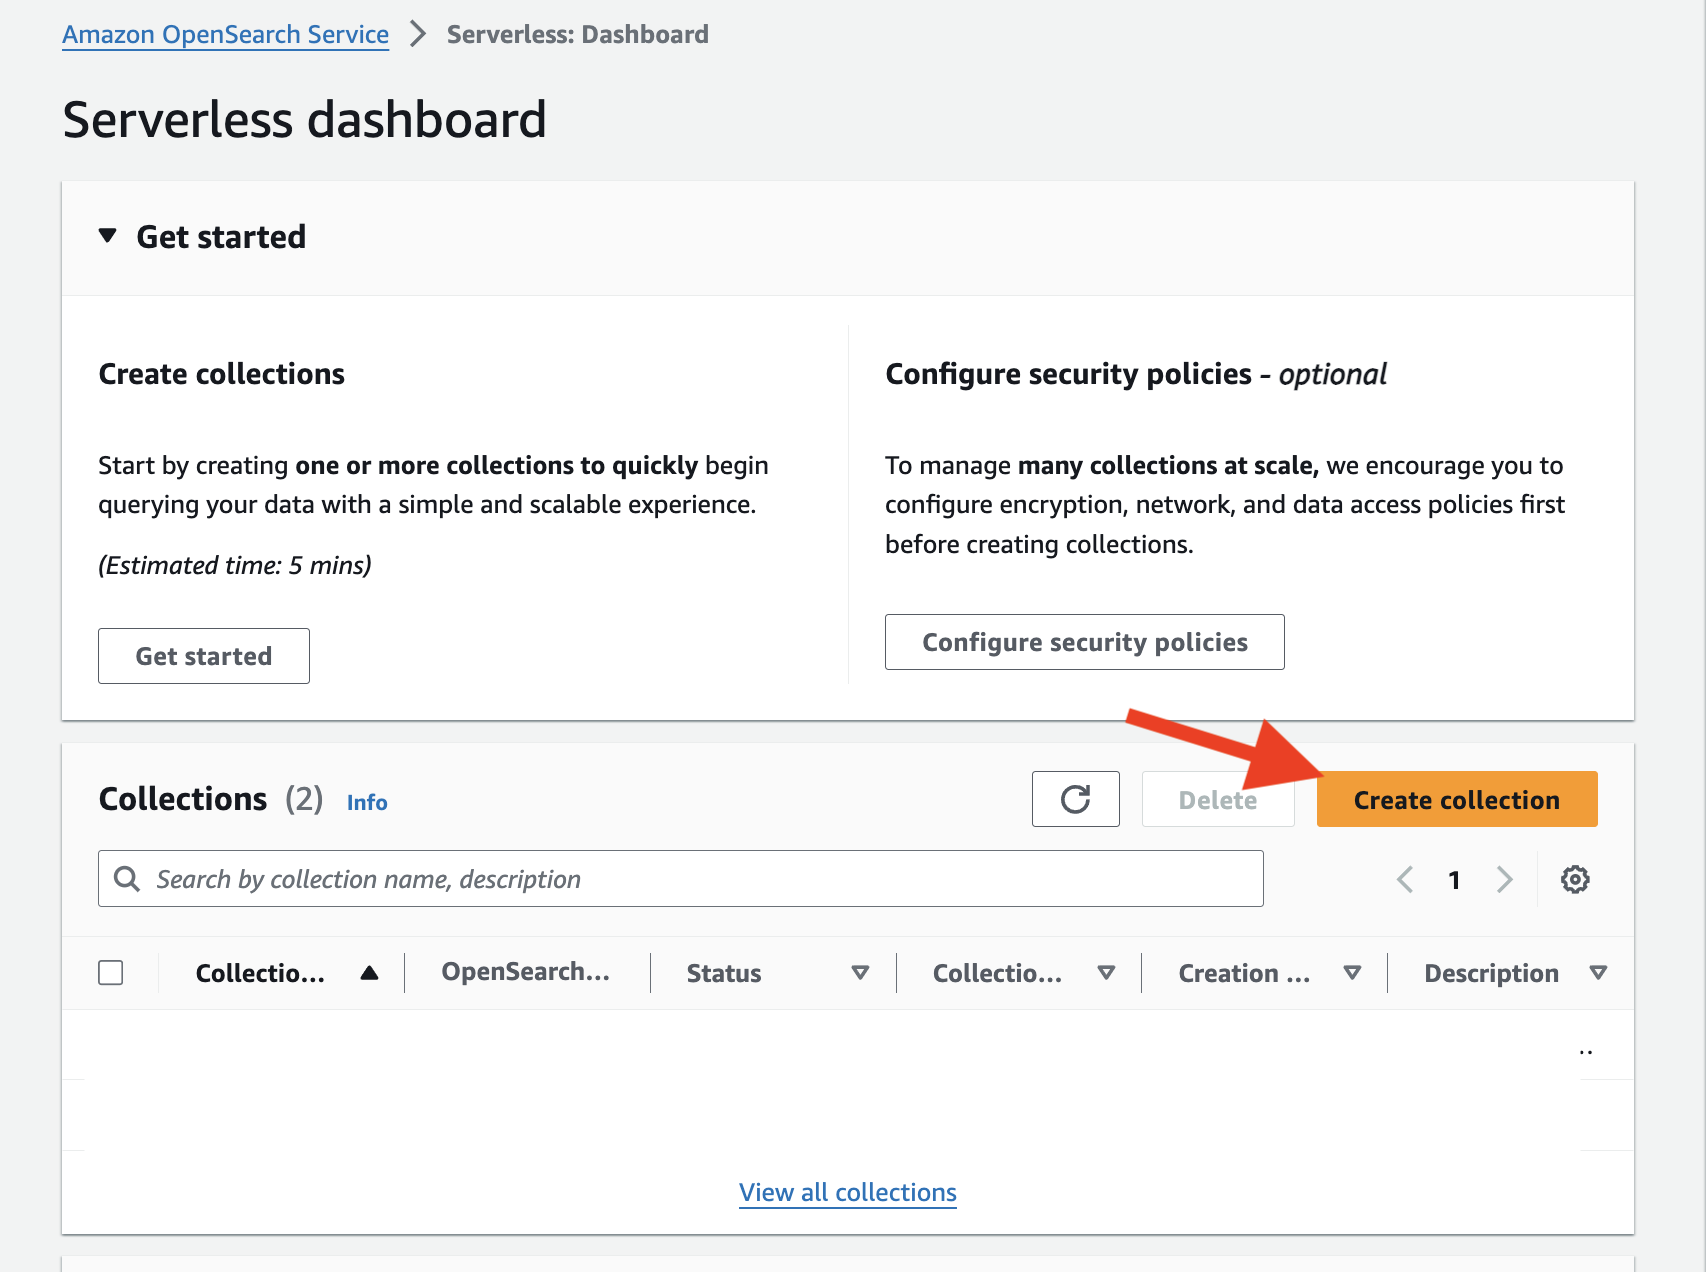 Amazon OpenSearch Service > Serverless: Dashboard
Serverless dashboard
▼ Get started
Create collections
Start by creating one or more collections to quickly begin
querying your data with a simple and scalable experience.
(Estimated time: 5 mins)
Get started
Configure security policies - optional
To manage many collections at scale, we encourage you to
configure encryption, network, and data access policies first
before creating collections.
Configure security policies
Collections (2) Info
Delete
Create collection
Search by collection name, description
1
Collectio... OpenSearch... Status Collectio... Creation ... Description
..
View all collections